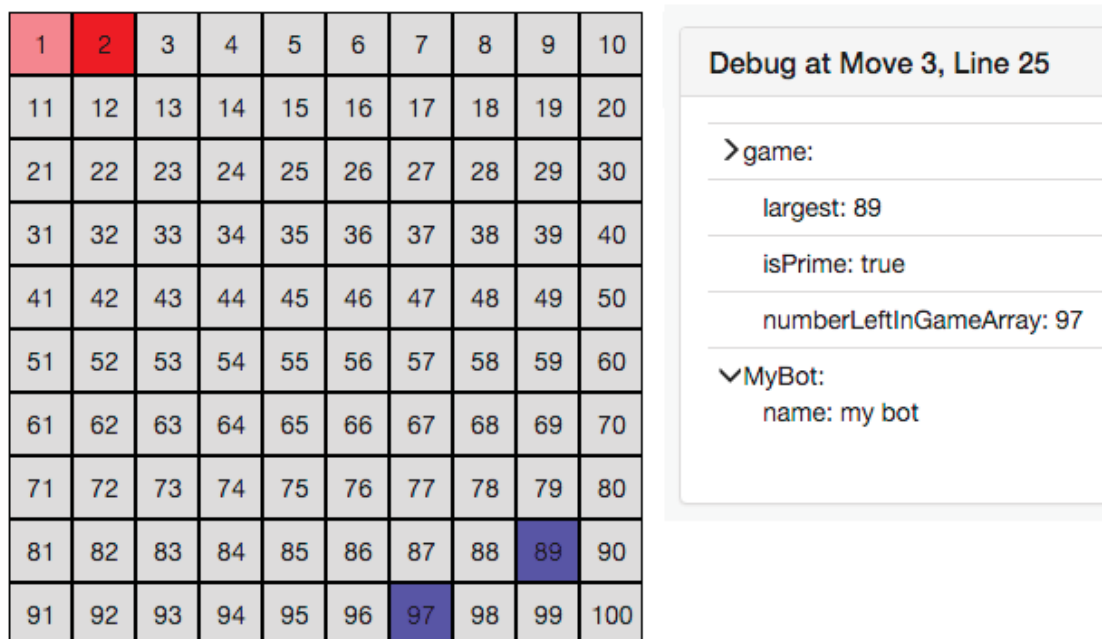 1 2 3 4 5 6 7 8 9 10
11 12 13 14 15 16 17 18 19 20
21 22 23 24 25 26 27 28 29 30
31 32 33 34 35 36 37 38 39 40
41 42 43 44 45 46 47 48 49 50
51 52 53 54 55 56 57 58 59 60
61 62 63 64 65 66 67 68 69 70
71 72 73 74 75 76 77 78 79 80
81 82 83 84 85 86 87 88 89 90
91 92 93 94 95 96 97 98 99 100
Debug at Move 3, Line 25
game:
largest: 89
isPrime: true
numberLeftInGameArray: 97
MyBot:
name: my bot